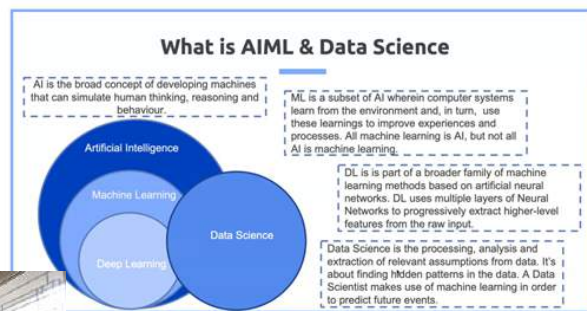 What is AIML & Data Science
AI is the broad concept of developing machines
that can simulate human thinking, reasoning and
behaviour.
ML is a subset of AI wherein computer systems
learn from the environment and, in turn, use
these learnings to improve experiences and
processes. All machine learning is AI, but not all
AI is machine learning.
Artificial Intelligence
Machine Learning
Deep Learning
Data Science
DL is is part of a broader family of machine
learning methods based on artificial neural
networks. DL uses multiple layers of Neural
Networks to progressively extract higher-level
features from the raw input.
Data Science is the processing, analysis and
extraction of relevant assumptions from data. It's
about finding hidden patterns in the data. A Data
Scientist makes use of machine learning in order
to predict future events.